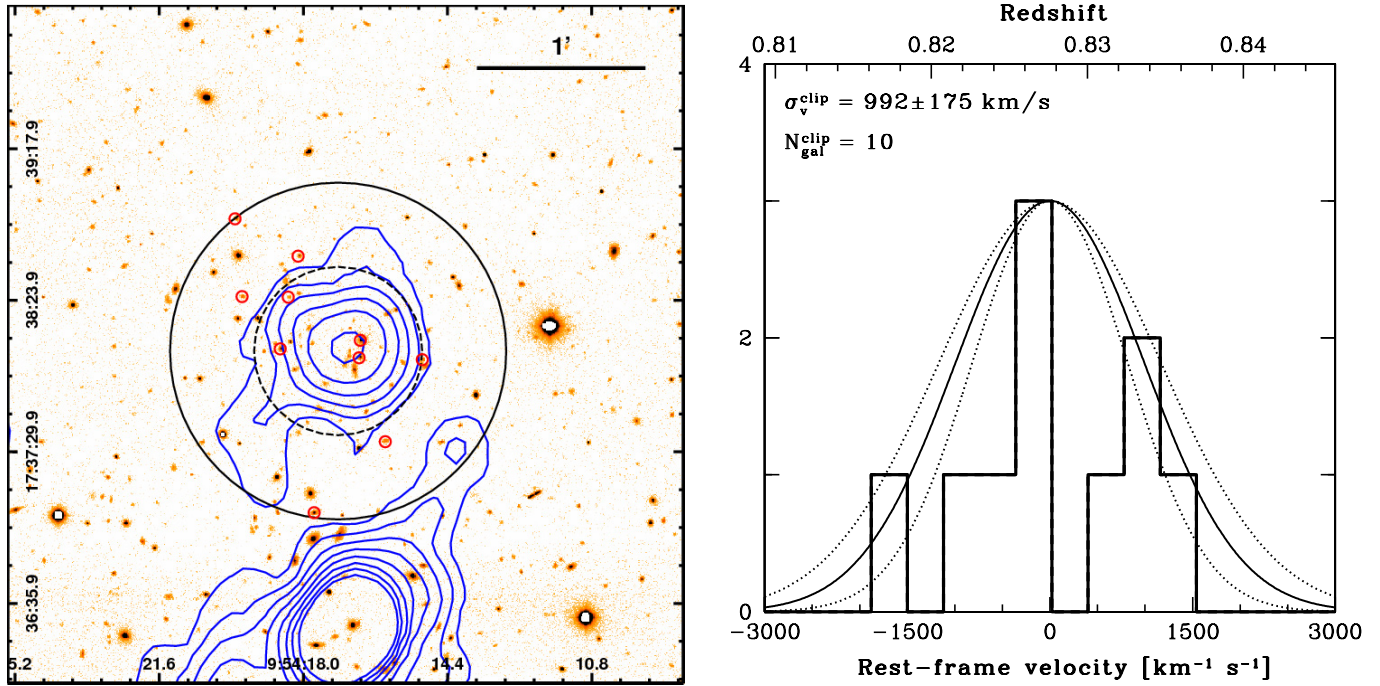 1’
39:17.9
38:23.9
17:37:29.9
36:35.9
5.2 21.6 9:54:18.0 14.4 10.8
Redshift
0.81 0.82 0.83 0.84
4
σ_v^clip = 992±175 km/s
N_gal^clip = 10
2
0
−3000 −1500 0 1500 3000
Rest−frame velocity [km⁻¹ s⁻¹]